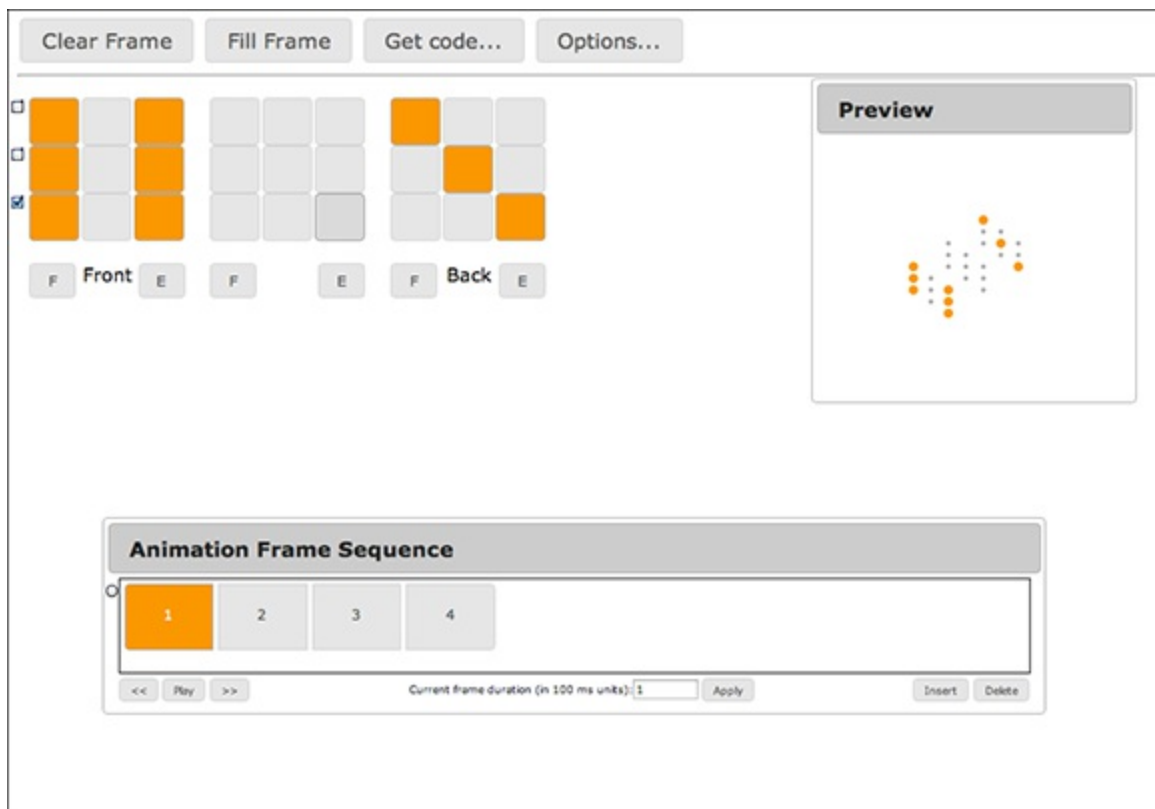 Clear Frame Fill Frame Get code... Options...
Preview
F Front E F E F Back E
Animation Frame Sequence
1 2 3 4
<< Play >> Current frame duration (in 100 ms units): 1 Apply Insert Delete